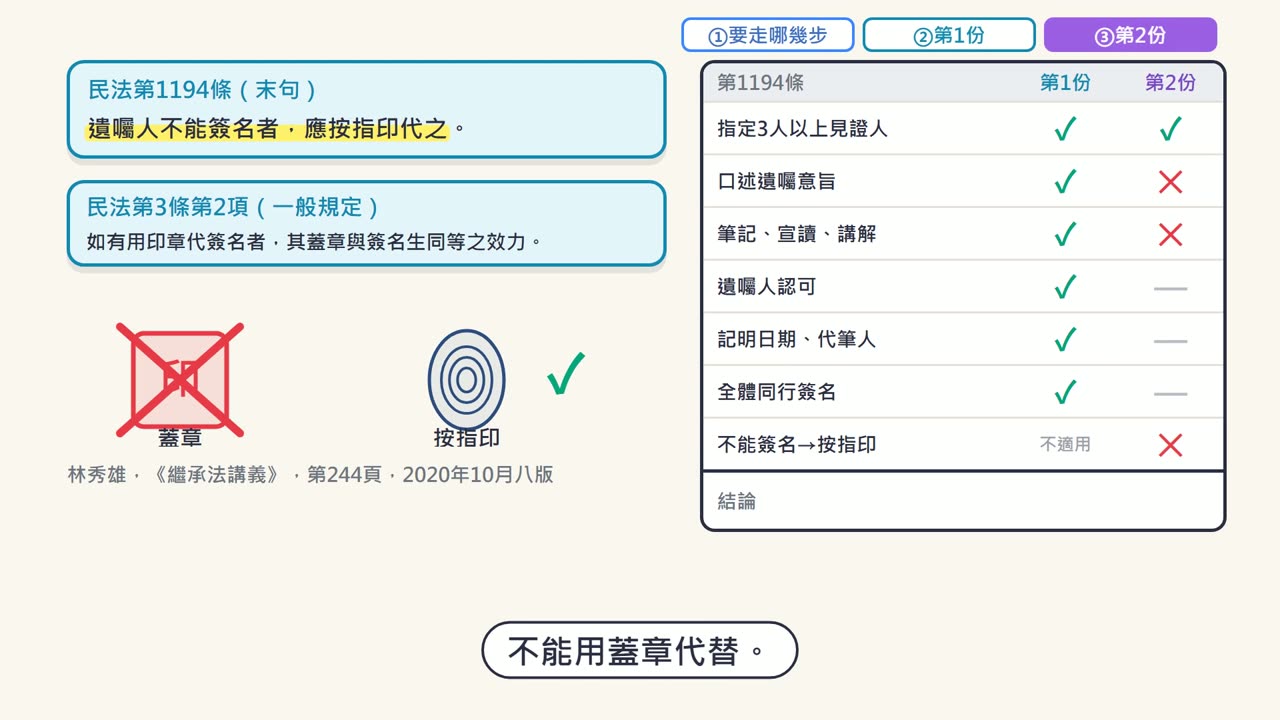 ①要走哪幾步
②第1份
③第2份
民法第1194條（末句）
遺囑人不能簽名者，應按指印代之。
民法第3條第2項（一般規定）
如有用印章代簽名者，其蓋章與簽名生同等之效力。
印
蓋章
按指印
林秀雄，《繼承法講義》，第244頁，2020年10月八版
第1194條 第1份 第2份
指定3人以上見證人 ✓ ✓
口述遺囑意旨 ✓ ✕
筆記、宣讀、講解 ✓ ✕
遺囑人認可 ✓ —
記明日期、代筆人 ✓ —
全體同行簽名 ✓ —
不能簽名→按指印 不適用 ✕
結論
不能用蓋章代替。